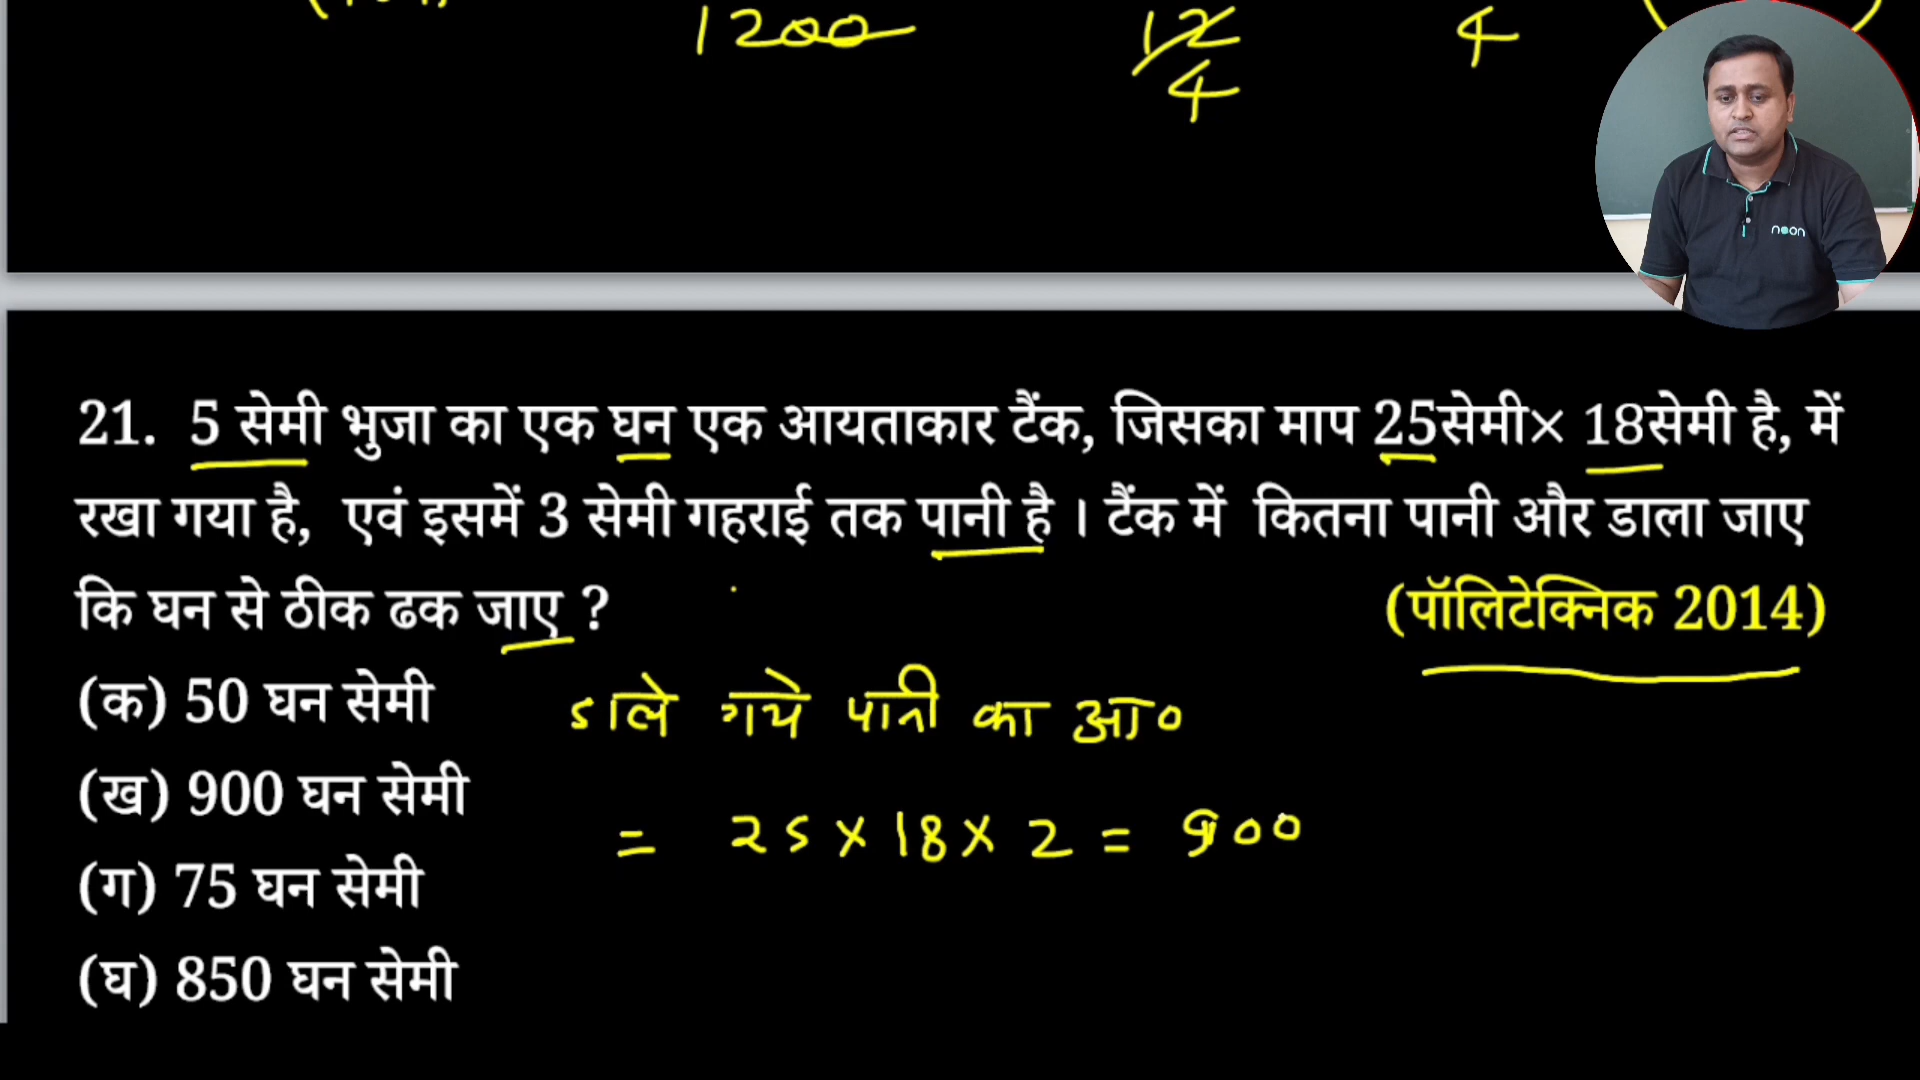 1200 12 4
4
noon
21. 5 सेमी भुजा का एक घन एक आयताकार टैंक, जिसका माप 25सेमी× 18सेमी है, में
रखा गया है, एवं इसमें 3 सेमी गहराई तक पानी है । टैंक में कितना पानी और डाला जाए
कि घन से ठीक ढक जाए ? (पॉलिटेक्निक 2014)
(क) 50 घन सेमी
डाले गये पानी का आ०
(ख) 900 घन सेमी
= 25 × 18 × 2 = 900
(ग) 75 घन सेमी
(घ) 850 घन सेमी